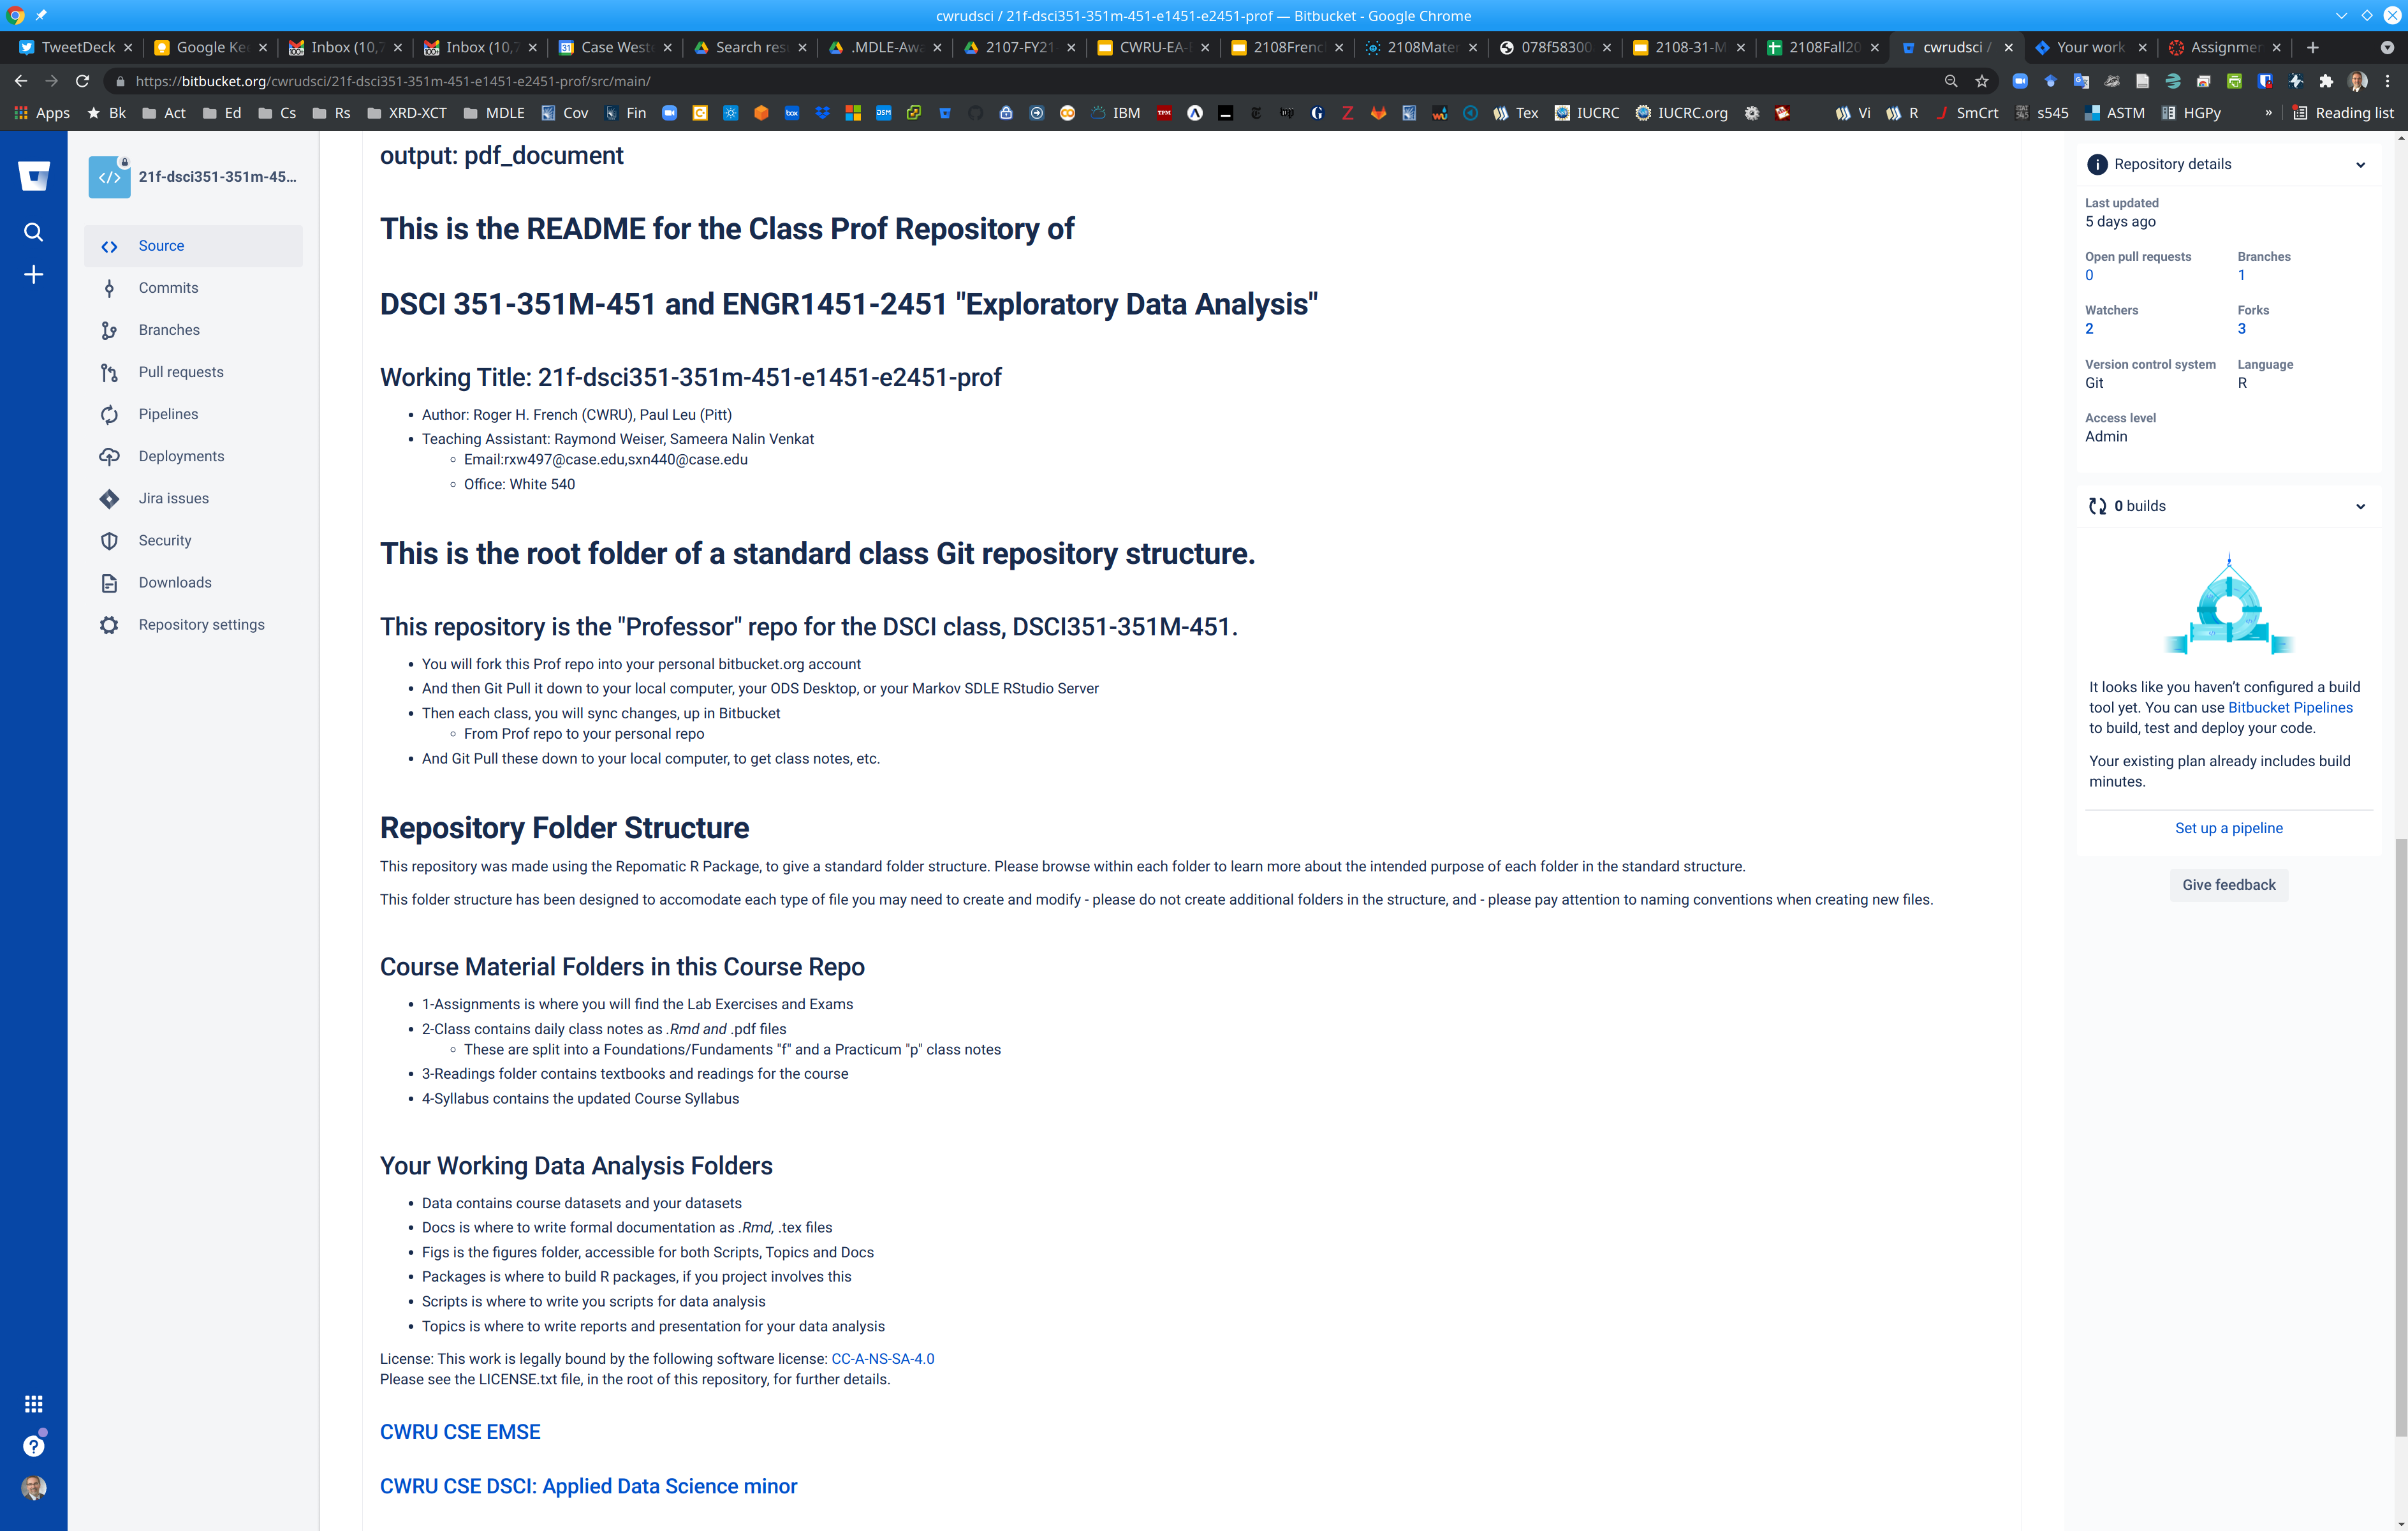 cwrudsci / 21f-dsci351-351m-451-e1451-e2451-prof — Bitbucket - Google Chrome
TweetDeck
Google Ke
Inbox (10,7
Inbox (10,7
Case West
Search res
.MDLE-Awa
2107-FY21-
CWRU-EA-
2108Frenc
2108Mater
078f58300
2108-31-M
2108Fall20
cwrudsci /
Your work
Assignmen
https://bitbucket.org/cwrudsci/21f-dsci351-351m-451-e1451-e2451-prof/src/main/
Apps
Bk
Act
Ed
Cs
Rs
XRD-XCT
MDLE
Cov
Fin
IBM
Tex
IUCRC
IUCRC.org
Vi
R
SmCrt
s545
ASTM
HGPy
»
Reading list
21f-dsci351-351m-45...
Source
Commits
Branches
Pull requests
Pipelines
Deployments
Jira issues
Security
Downloads
Repository settings
output: pdf_document
This is the README for the Class Prof Repository of
DSCI 351-351M-451 and ENGR1451-2451 "Exploratory Data Analysis"
Working Title: 21f-dsci351-351m-451-e1451-e2451-prof
• Author: Roger H. French (CWRU), Paul Leu (Pitt)
• Teaching Assistant: Raymond Weiser, Sameera Nalin Venkat
◦ Email:rxw497@case.edu,sxn440@case.edu
◦ Office: White 540
This is the root folder of a standard class Git repository structure.
This repository is the "Professor" repo for the DSCI class, DSCI351-351M-451.
• You will fork this Prof repo into your personal bitbucket.org account
• And then Git Pull it down to your local computer, your ODS Desktop, or your Markov SDLE RStudio Server
• Then each class, you will sync changes, up in Bitbucket
◦ From Prof repo to your personal repo
• And Git Pull these down to your local computer, to get class notes, etc.
Repository Folder Structure
This repository was made using the Repomatic R Package, to give a standard folder structure. Please browse within each folder to learn more about the intended purpose of each folder in the standard structure.
This folder structure has been designed to accomodate each type of file you may need to create and modify - please do not create additional folders in the structure, and - please pay attention to naming conventions when creating new files.
Course Material Folders in this Course Repo
• 1-Assignments is where you will find the Lab Exercises and Exams
• 2-Class contains daily class notes as .Rmd and .pdf files
◦ These are split into a Foundations/Fundaments "f" and a Practicum "p" class notes
• 3-Readings folder contains textbooks and readings for the course
• 4-Syllabus contains the updated Course Syllabus
Your Working Data Analysis Folders
• Data contains course datasets and your datasets
• Docs is where to write formal documentation as .Rmd, .tex files
• Figs is the figures folder, accessible for both Scripts, Topics and Docs
• Packages is where to build R packages, if you project involves this
• Scripts is where to write you scripts for data analysis
• Topics is where to write reports and presentation for your data analysis
License: This work is legally bound by the following software license: CC-A-NS-SA-4.0
Please see the LICENSE.txt file, in the root of this repository, for further details.
CWRU CSE EMSE
CWRU CSE DSCI: Applied Data Science minor
Repository details
Last updated
5 days ago
Open pull requests
0
Branches
1
Watchers
2
Forks
3
Version control system
Git
Language
R
Access level
Admin
0 builds
It looks like you haven’t configured a build
tool yet. You can use Bitbucket Pipelines
to build, test and deploy your code.
Your existing plan already includes build
minutes.
Set up a pipeline
Give feedback